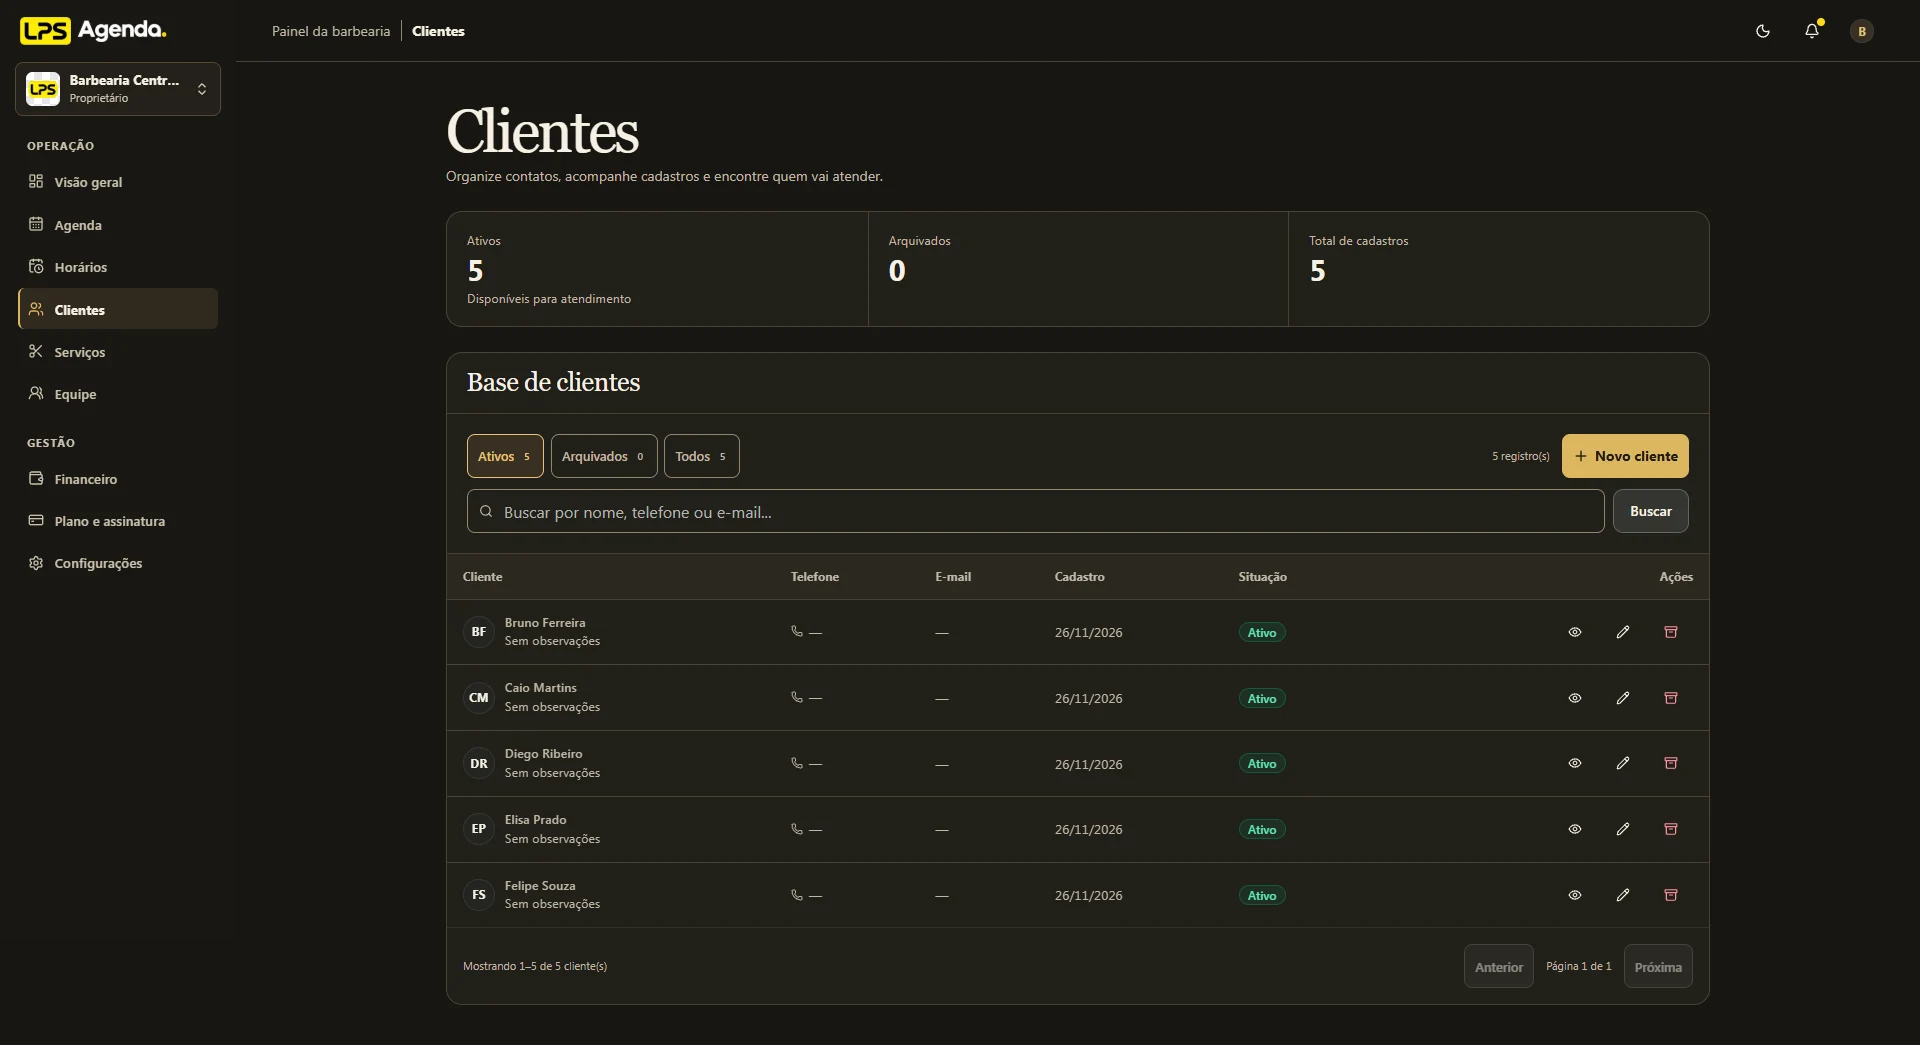 LPS Agenda.
Painel da barbearia
Clientes
B
LPS
Barbearia Centr...
Proprietário
OPERAÇÃO
Visão geral
Agenda
Horários
Clientes
Serviços
Equipe
GESTÃO
Financeiro
Plano e assinatura
Configurações
Clientes
Organize contatos, acompanhe cadastros e encontre quem vai atender.
Ativos
5
Disponíveis para atendimento
Arquivados
0
Total de cadastros
5
Base de clientes
Ativos 5
Arquivados 0
Todos 5
5 registro(s)
+ Novo cliente
Buscar por nome, telefone ou e-mail...
Buscar
Cliente Telefone E-mail Cadastro Situação Ações
BF Bruno Ferreira — — 26/11/2026 Ativo
Sem observações
CM Caio Martins — — 26/11/2026 Ativo
Sem observações
DR Diego Ribeiro — — 26/11/2026 Ativo
Sem observações
EP Elisa Prado — — 26/11/2026 Ativo
Sem observações
FS Felipe Souza — — 26/11/2026 Ativo
Sem observações
Mostrando 1–5 de 5 cliente(s)
Anterior
Página 1 de 1
Próxima